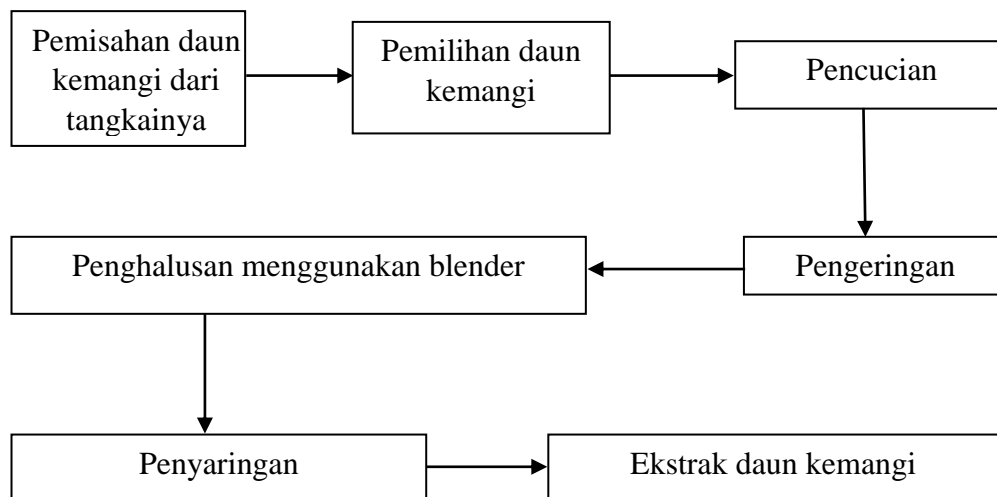 Pemisahan daun
kemangi dari
tangkainya
Pemilihan daun
kemangi
Pencucian
Pengeringan
Penghalusan menggunakan blender
Penyaringan
Ekstrak daun kemangi